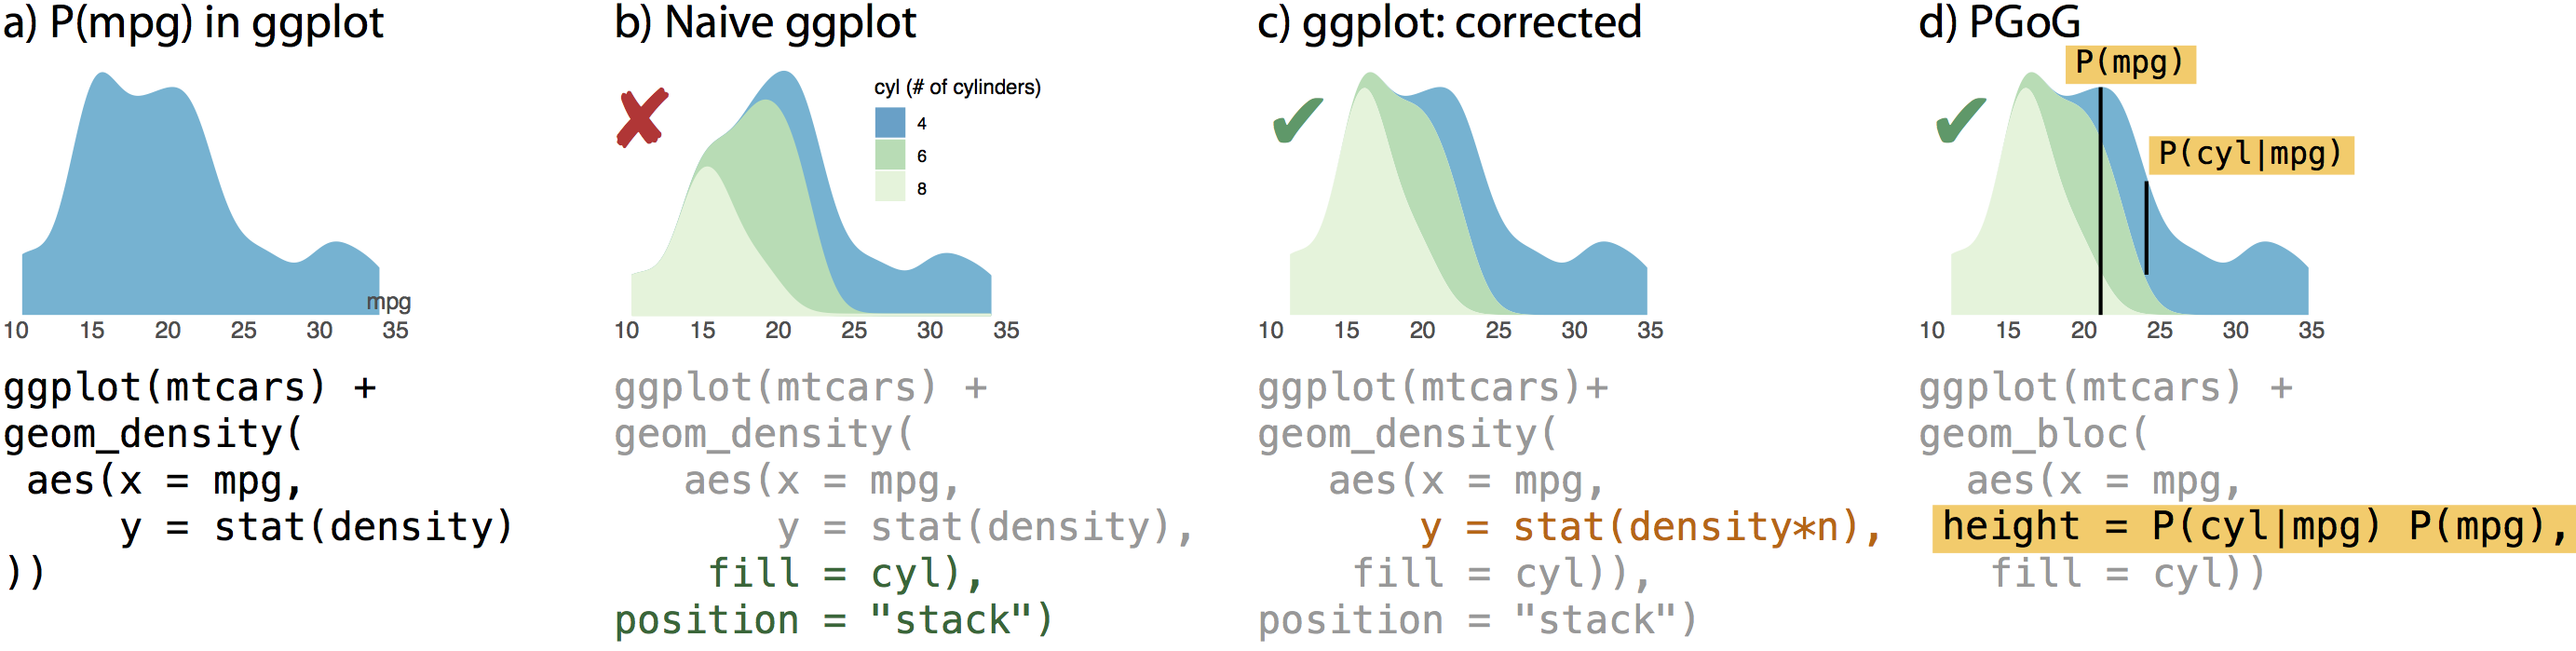 a) P(mpg) in ggplot
mpg
10 15 20 25 30 35
ggplot(mtcars) +
geom_density(
aes(x = mpg,
y = stat(density)
))
b) Naive ggplot
✘
cyl (# of cylinders)
4
6
8
10 15 20 25 30 35
ggplot(mtcars) +
geom_density(
aes(x = mpg,
y = stat(density),
fill = cyl),
position = "stack")
c) ggplot: corrected
✔
10 15 20 25 30 35
ggplot(mtcars)+
geom_density(
aes(x = mpg,
y = stat(density*n),
fill = cyl)),
position = "stack")
d) PGoG
✔
P(mpg)
P(cyl|mpg)
10 15 20 25 30 35
ggplot(mtcars) +
geom_bloc(
aes(x = mpg,
height = P(cyl|mpg) P(mpg),
fill = cyl))